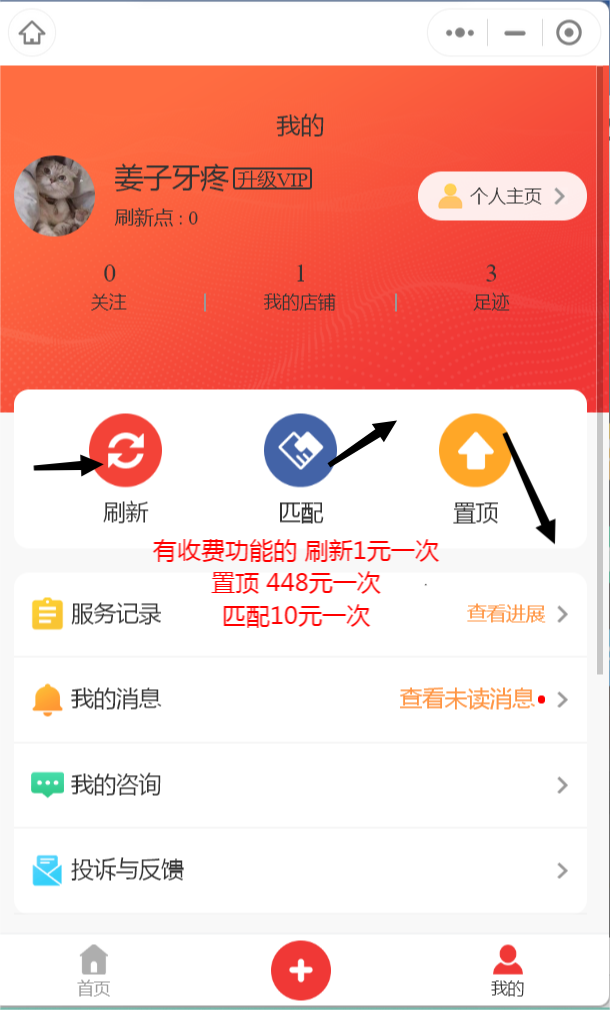 我的
姜子牙疼 升级VIP
刷新点 : 0
个人主页
0 1 3
关注 我的店铺 足迹
刷新 匹配 置顶
有收费功能的 刷新1元一次
置顶 448元一次
匹配10元一次
服务记录 查看进展
我的消息 查看未读消息
我的咨询
投诉与反馈
首页 我的